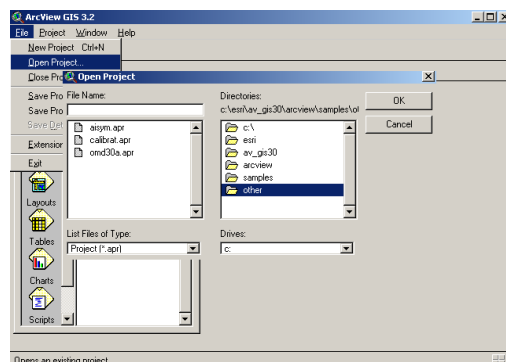 ArcView GIS 3.2
File Project Window Help
New Project Ctrl+N
Open Project...
Close Pro
Save Pro
Save Pro
Save Det
Extension
Exit
Open Project
File Name:
aisym.apr
calibrat.apr
omd30a.apr
List Files of Type:
Project (*.apr)
Directories:
c:\esri\av_gis30\arcview\samples\ot
c:\
esri
av_gis30
arcview
samples
other
Drives:
c:
OK
Cancel
Layouts
Tables
Charts
Scripts
Opens an existing project